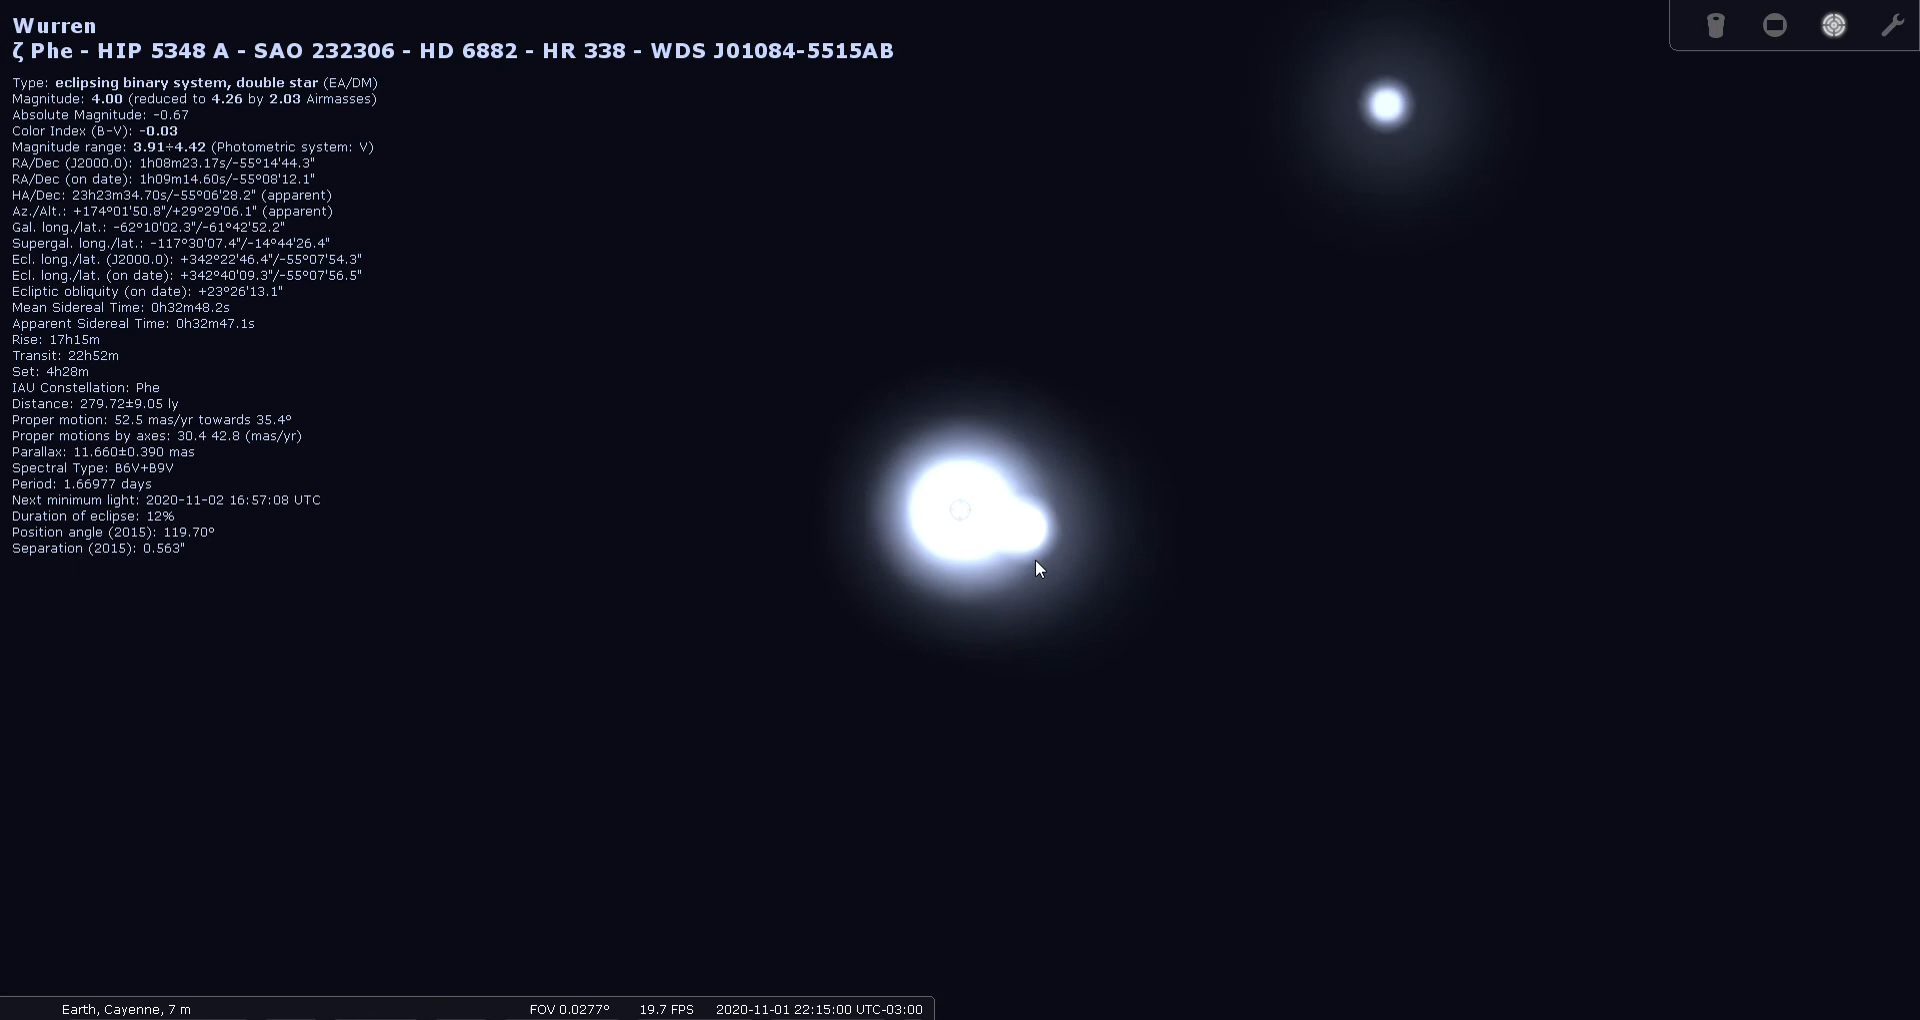 Wurren
ζ Phe - HIP 5348 A - SAO 232306 - HD 6882 - HR 338 - WDS J01084-5515AB
Type: eclipsing binary system, double star (EA/DM)
Magnitude: 4.00 (reduced to 4.26 by 2.03 Airmasses)
Absolute Magnitude: -0.67
Color Index (B-V): -0.03
Magnitude range: 3.91÷4.42 (Photometric system: V)
RA/Dec (J2000.0): 1h08m23.17s/-55°14'44.3"
RA/Dec (on date): 1h09m14.60s/-55°08'12.1"
HA/Dec: 23h23m34.70s/-55°06'28.2" (apparent)
Az./Alt.: +174°01'50.8"/+29°29'06.1" (apparent)
Gal. long./lat.: -62°10'02.3"/-61°42'52.2"
Supergal. long./lat.: -117°30'07.4"/-14°44'26.4"
Ecl. long./lat. (J2000.0): +342°22'46.4"/-55°07'54.3"
Ecl. long./lat. (on date): +342°40'09.3"/-55°07'56.5"
Ecliptic obliquity (on date): +23°26'13.1"
Mean Sidereal Time: 0h32m48.2s
Apparent Sidereal Time: 0h32m47.1s
Rise: 17h15m
Transit: 22h52m
Set: 4h28m
IAU Constellation: Phe
Distance: 279.72±9.05 ly
Proper motion: 52.5 mas/yr towards 35.4°
Proper motions by axes: 30.4 42.8 (mas/yr)
Parallax: 11.660±0.390 mas
Spectral Type: B6V+B9V
Period: 1.66977 days
Next minimum light: 2020-11-02 16:57:08 UTC
Duration of eclipse: 12%
Position angle (2015): 119.70°
Separation (2015): 0.563"
Earth, Cayenne, 7 m FOV 0.0277° 19.7 FPS 2020-11-01 22:15:00 UTC-03:00